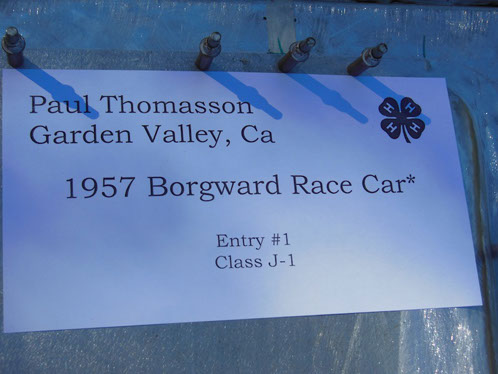 Paul Thomasson
Garden Valley, Ca
H H
H H
1957 Borgward Race Car*
Entry #1
Class J-1